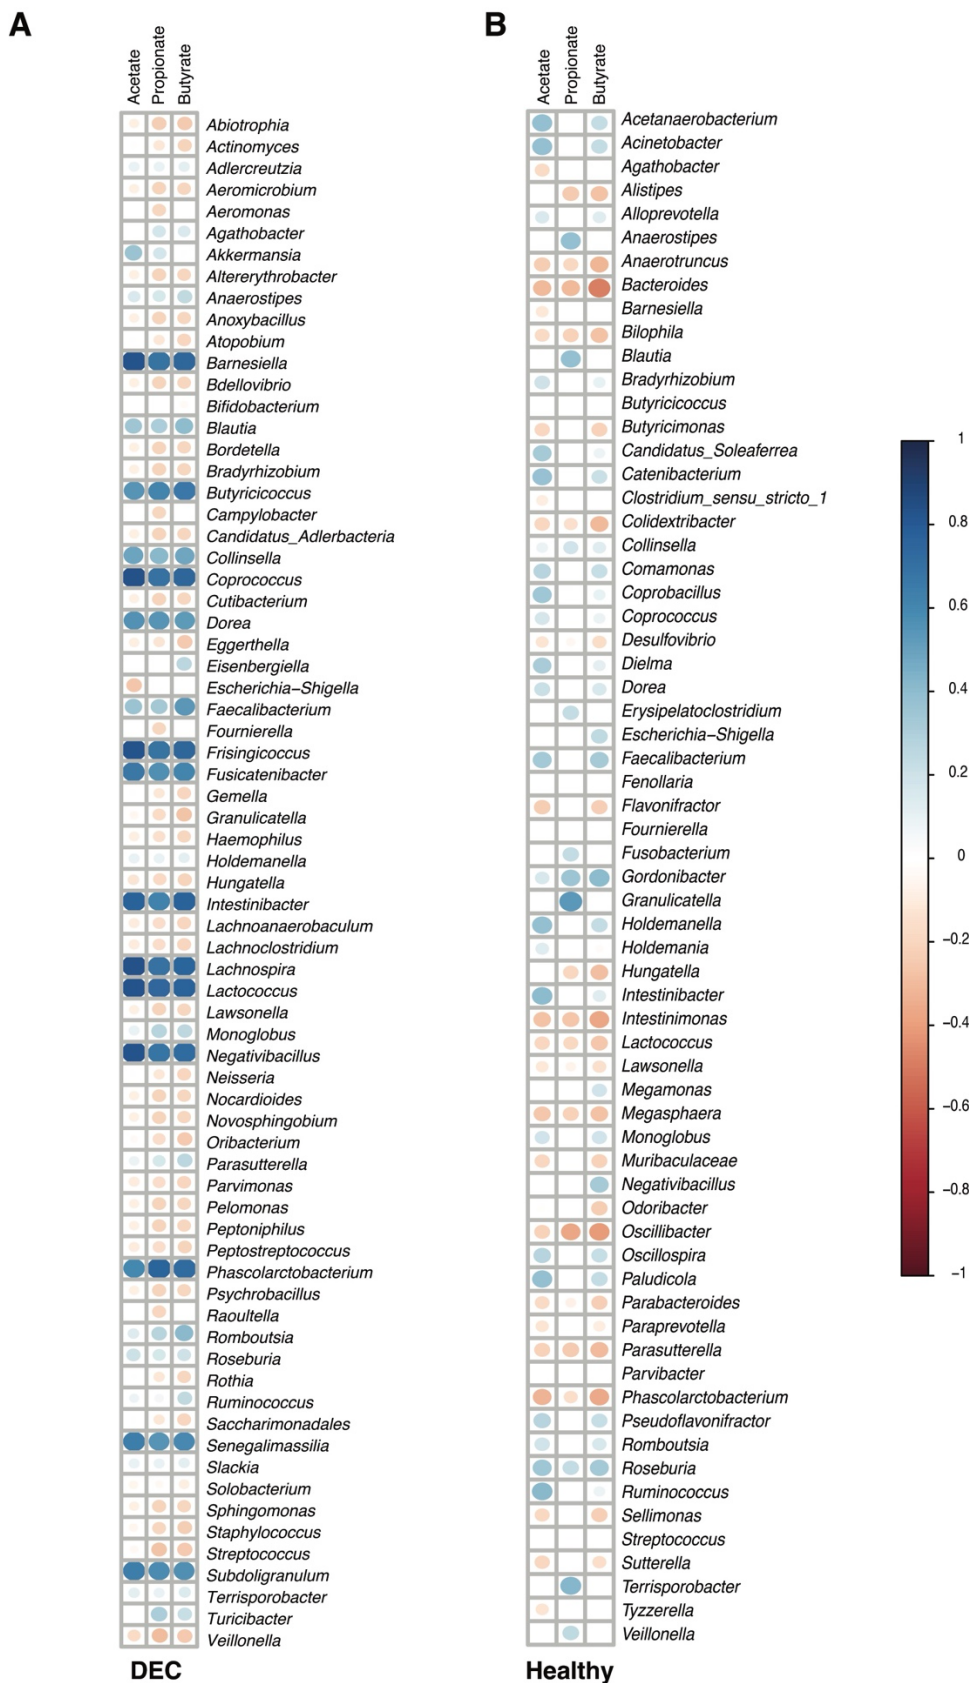 A
B
Acetate
Propionate
Butyrate
Abiotrophia
Actinomyces
Adlercreutzia
Aeromicrobium
Aeromonas
Agathobacter
Akkermansia
Altererythrobacter
Anaerostipes
Anoxybacillus
Atopobium
Barnesiella
Bdellovibrio
Bifidobacterium
Blautia
Bordetella
Bradyrhizobium
Butyricicoccus
Campylobacter
Candidatus_Adlerbacteria
Collinsella
Coprococcus
Cutibacterium
Dorea
Eggerthella
Eisenbergiella
Escherichia−Shigella
Faecalibacterium
Fournierella
Frisingicoccus
Fusicatenibacter
Gemella
Granulicatella
Haemophilus
Holdemanella
Hungatella
Intestinibacter
Lachnoanaerobaculum
Lachnoclostridium
Lachnospira
Lactococcus
Lawsonella
Monoglobus
Negativibacillus
Neisseria
Nocardioides
Novosphingobium
Oribacterium
Parasutterella
Parvimonas
Pelomonas
Peptoniphilus
Peptostreptococcus
Phascolarctobacterium
Psychrobacillus
Raoultella
Romboutsia
Roseburia
Rothia
Ruminococcus
Saccharimonadales
Senegalimassilia
Slackia
Solobacterium
Sphingomonas
Staphylococcus
Streptococcus
Subdoligranulum
Terrisporobacter
Turicibacter
Veillonella
DEC
Acetate
Propionate
Butyrate
Acetanaerobacterium
Acinetobacter
Agathobacter
Alistipes
Alloprevotella
Anaerostipes
Anaerotruncus
Bacteroides
Barnesiella
Bilophila
Blautia
Bradyrhizobium
Butyricicoccus
Butyricimonas
Candidatus_Soleaferrea
Catenibacterium
Clostridium_sensu_stricto_1
Colidextribacter
Collinsella
Comamonas
Coprobacillus
Coprococcus
Desulfovibrio
Dielma
Dorea
Erysipelatoclostridium
Escherichia−Shigella
Faecalibacterium
Fenollaria
Flavonifractor
Fournierella
Fusobacterium
Gordonibacter
Granulicatella
Holdemanella
Holdemania
Hungatella
Intestinibacter
Intestinimonas
Lactococcus
Lawsonella
Megamonas
Megasphaera
Monoglobus
Muribaculaceae
Negativibacillus
Odoribacter
Oscillibacter
Oscillospira
Paludicola
Parabacteroides
Paraprevotella
Parasutterella
Parvibacter
Phascolarctobacterium
Pseudoflavonifractor
Romboutsia
Roseburia
Ruminococcus
Sellimonas
Streptococcus
Sutterella
Terrisporobacter
Tyzzerella
Veillonella
Healthy
1
0.8
0.6
0.4
0.2
0
−0.2
−0.4
−0.6
−0.8
−1